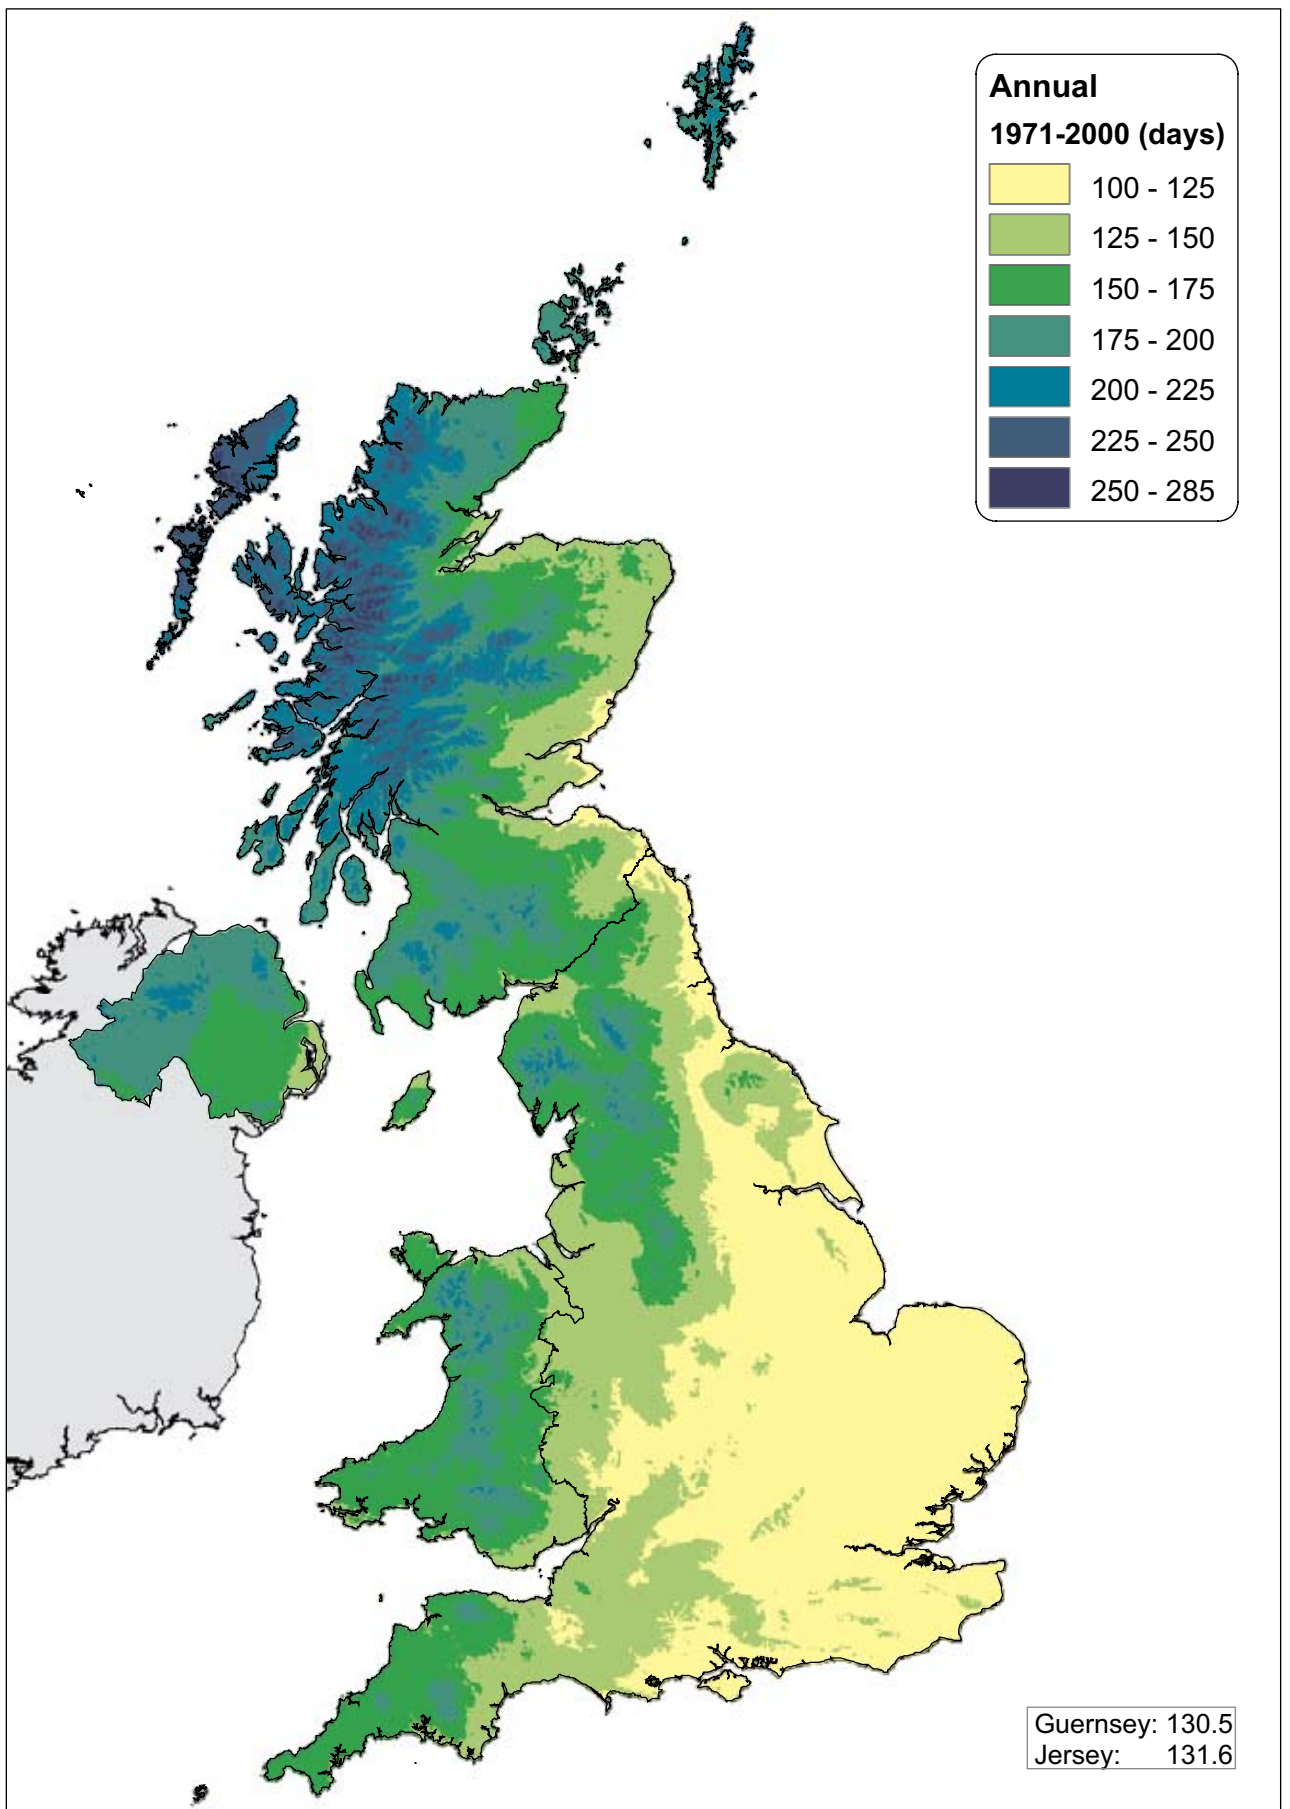 Annual
1971-2000 (days)
100 - 125
125 - 150
150 - 175
175 - 200
200 - 225
225 - 250
250 - 285
Guernsey: 130.5
Jersey: 131.6